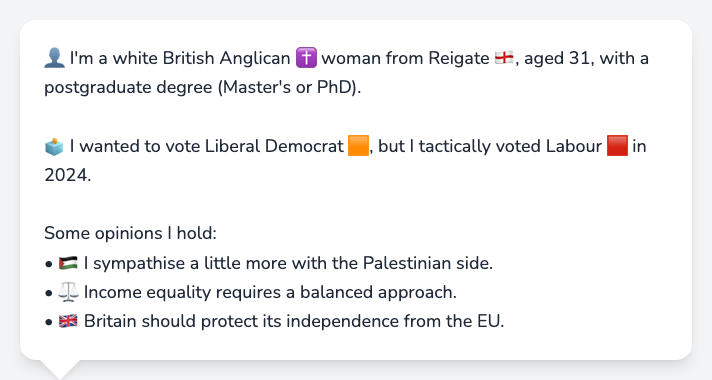 👤 I'm a white British Anglican ✝️ woman from Reigate 🏴󠁧󠁢󠁥󠁮󠁧󠁿, aged 31, with a
postgraduate degree (Master's or PhD).
🗳️ I wanted to vote Liberal Democrat 🟧, but I tactically voted Labour 🟥 in
2024.
Some opinions I hold:
• 🇵🇸 I sympathise a little more with the Palestinian side.
• ⚖️ Income equality requires a balanced approach.
• 🇬🇧 Britain should protect its independence from the EU.